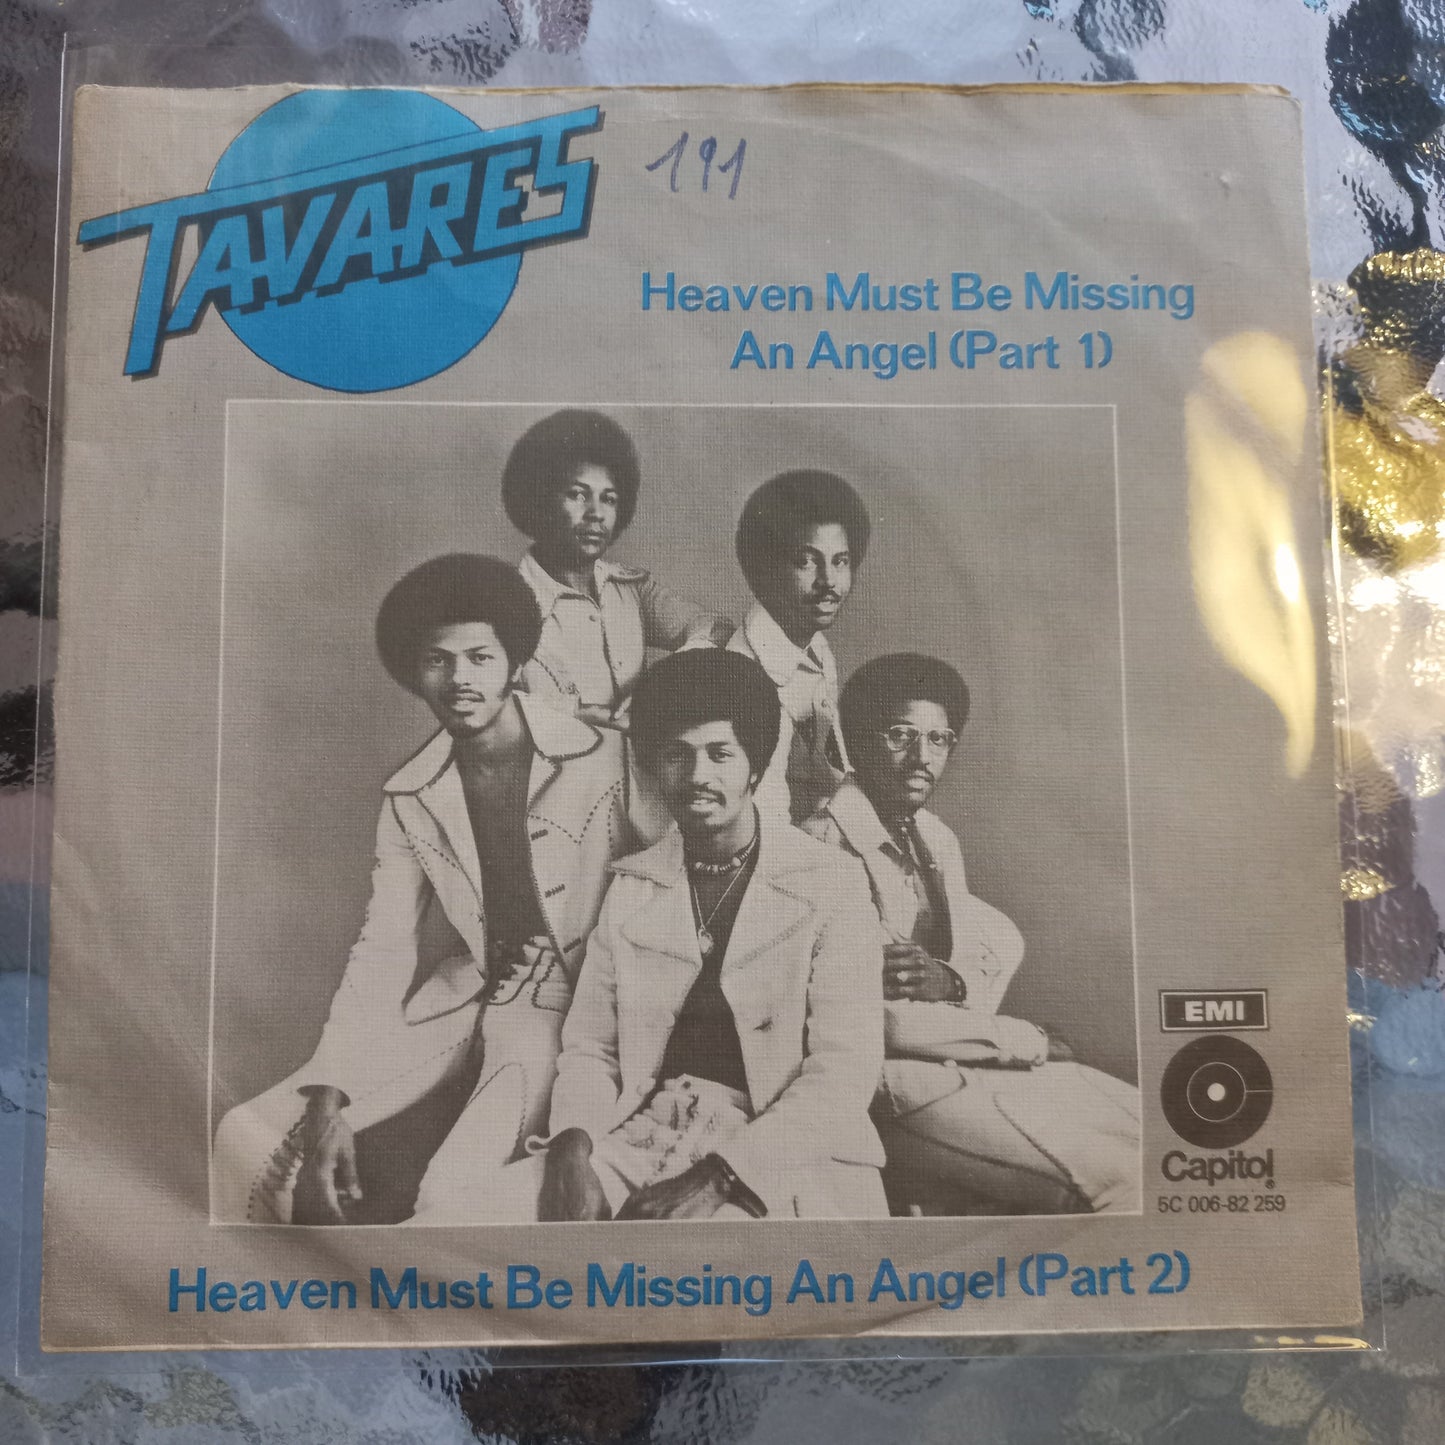 TAVARES
191
Heaven Must Be Missing
An Angel (Part 1)
EMI
Capitol®
5C 006-82 259
Heaven Must Be Missing An Angel (Part 2)